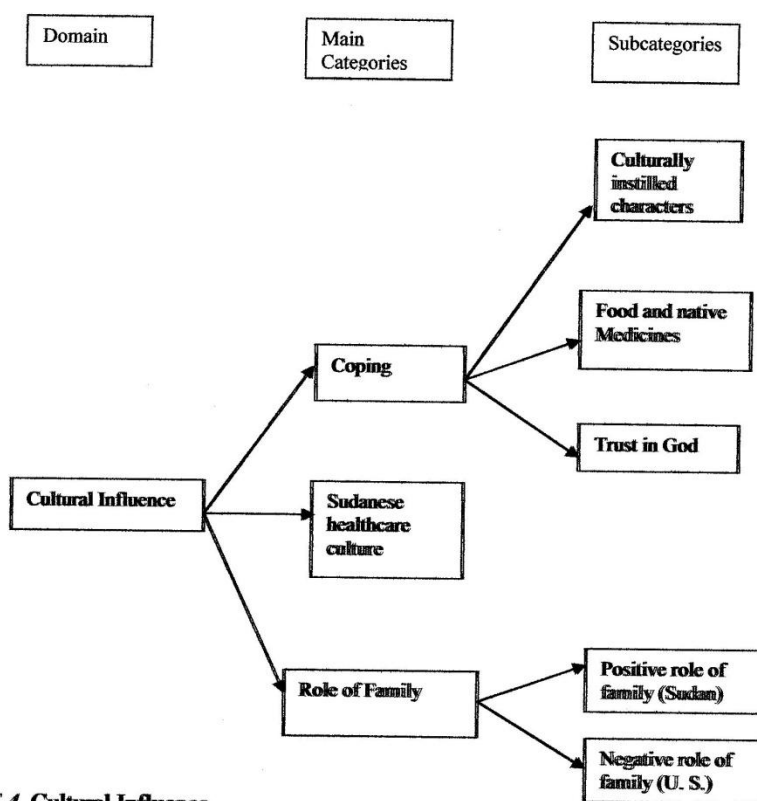 Domain
Main
Categories
Subcategories
Culturally
instilled
characters
Food and native
Medicines
Coping
Trust in God
Cultural Influence
Sudanese
healthcare
culture
Role of Family
Positive role of
family (Sudan)
Negative role of
family (U. S.)
Cultural Influence